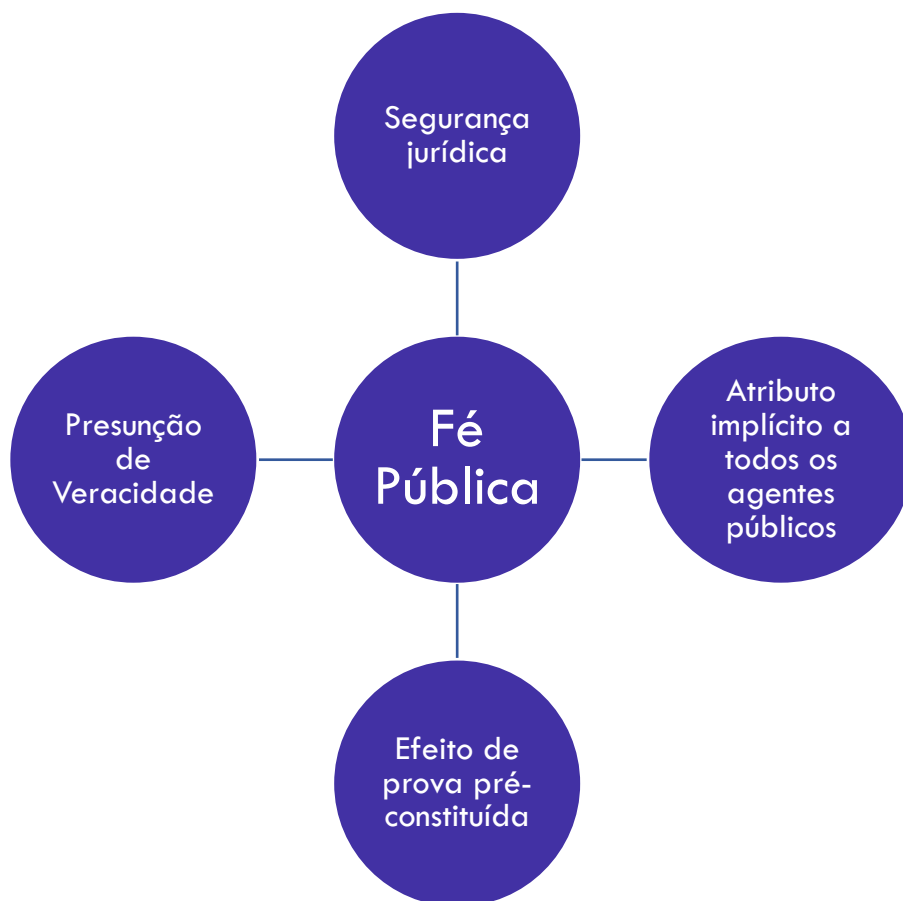 Segurança
jurídica
Presunção
de
Veracidade
Fé
Pública
Atributo
implícito a
todos os
agentes
públicos
Efeito de
prova pré-
constituída